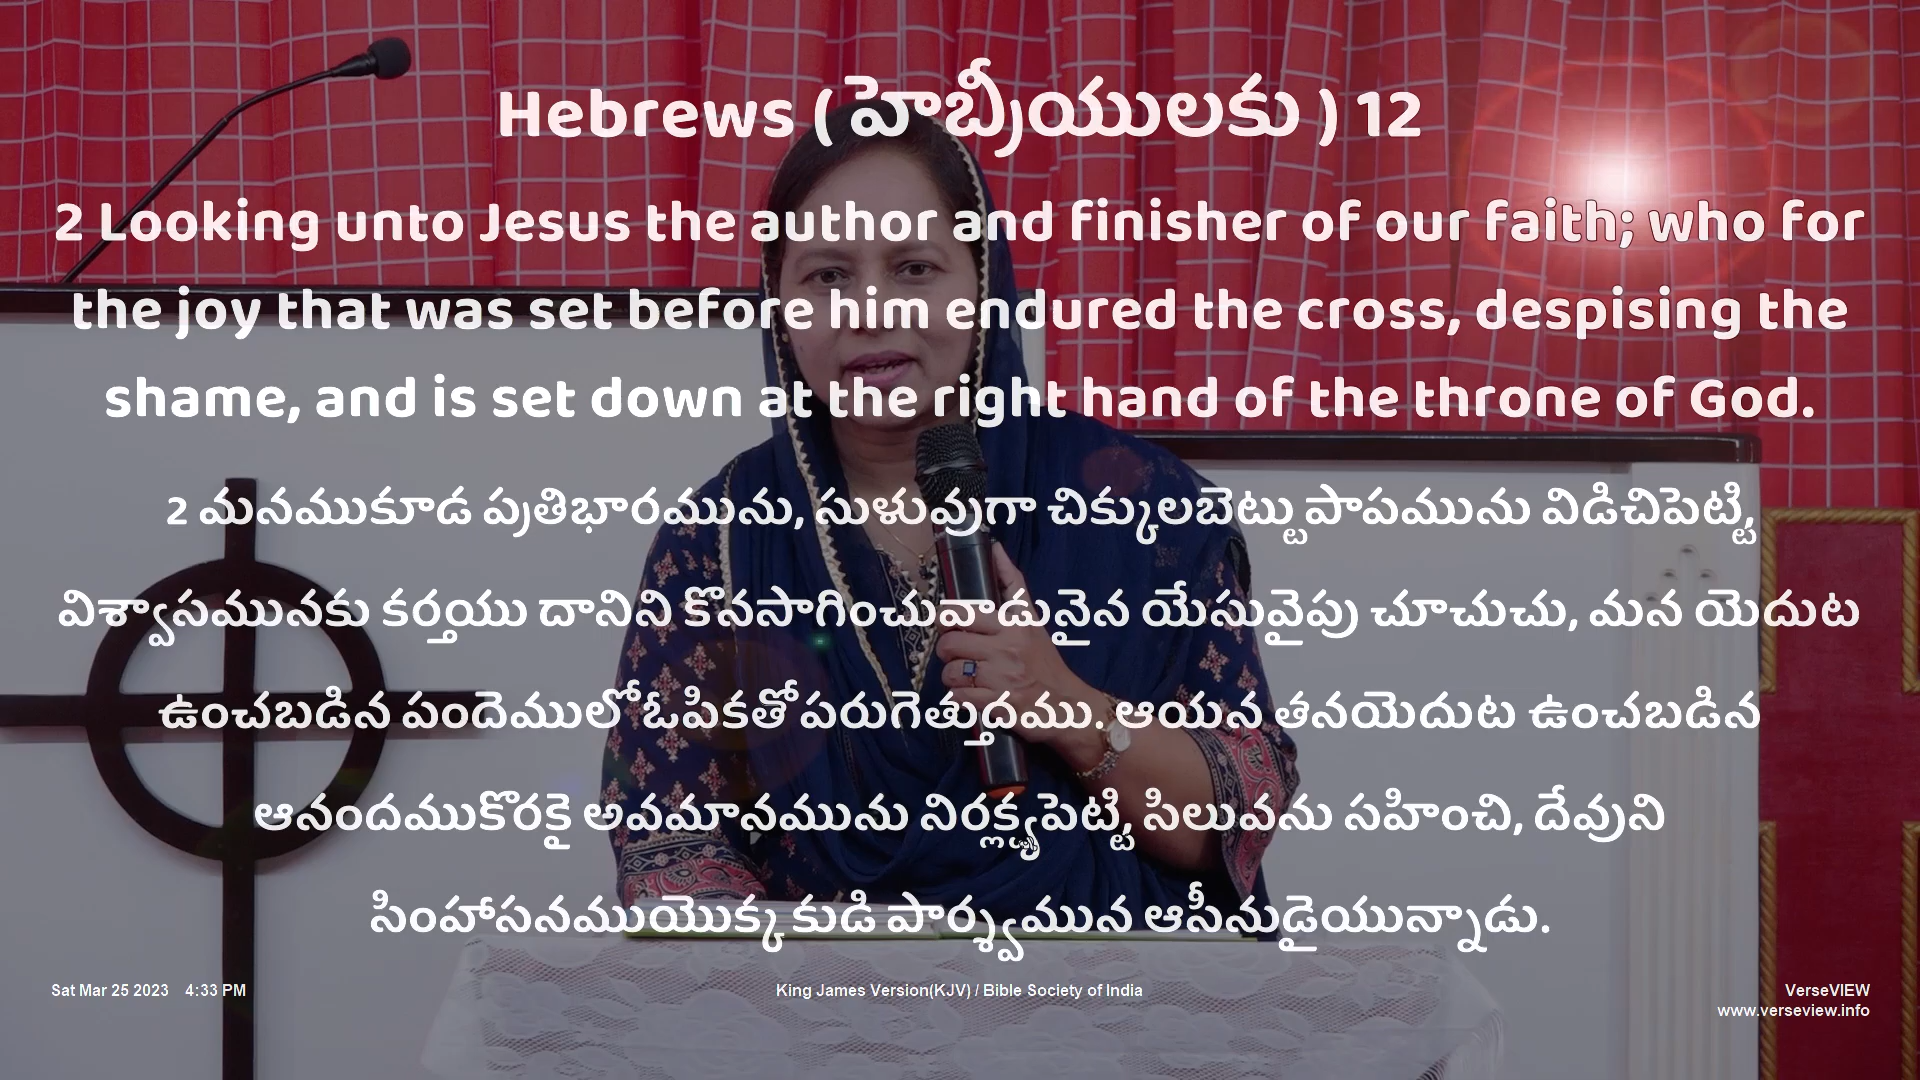 Hebrews ( హెబ్రీయులకు ) 12
2 Looking unto Jesus the author and finisher of our faith; who for
the joy that was set before him endured the cross, despising the
shame, and is set down at the right hand of the throne of God.
2 మనముకూడ ప్రతిభారమును, సుళువుగా చిక్కులబెట్టుపాపమును విడిచిపెట్టి,
విశ్వాసమునకు కర్తయు దానిని కొనసాగించువాడునైన యేసువైపు చూచుచు, మన యెదుట
ఉంచబడిన పందెములో ఓపికతో పరుగెత్తుదము. ఆయన తనయెదుట ఉంచబడిన
ఆనందముకొరకై అవమానమును నిర్లక్ష్యపెట్టి, సిలువను సహించి, దేవుని
సింహాసనముయొక్క కుడి పార్శ్వమున ఆసీనుడైయున్నాడు.
Sat Mar 25 2023 4:33 PM
King James Version(KJV) / Bible Society of India
VerseVIEW
www.verseview.info